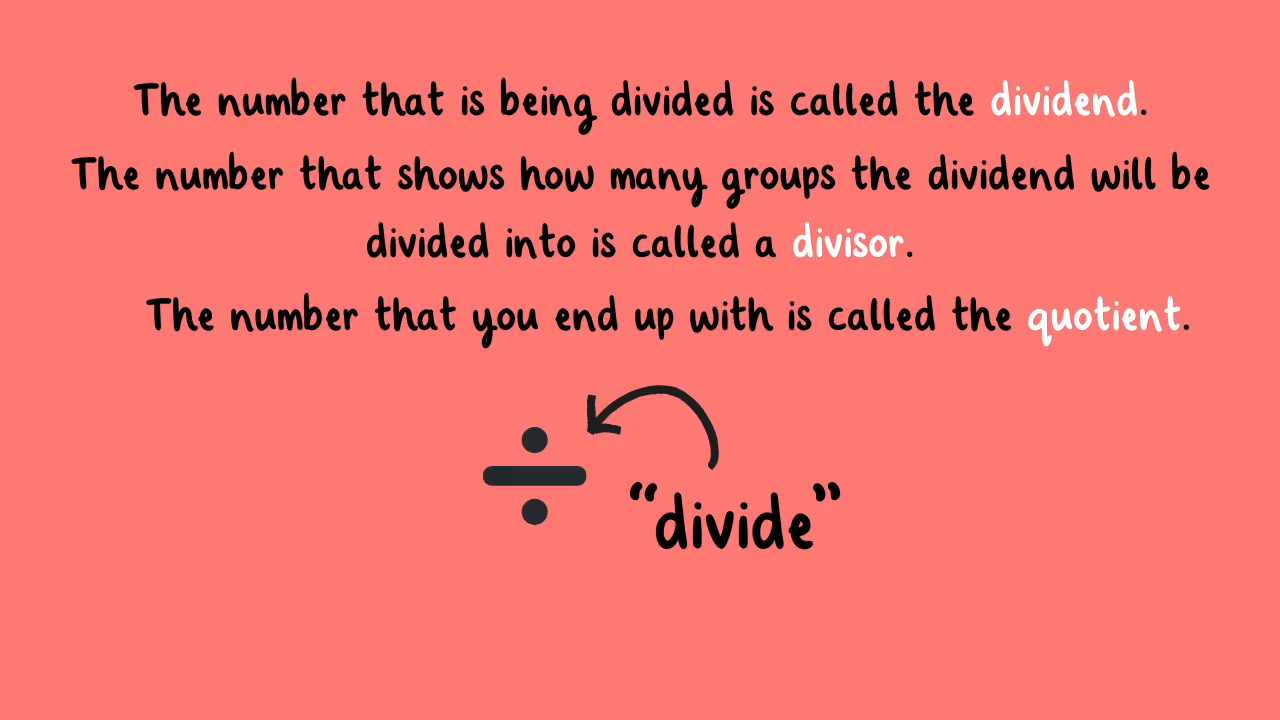 The number that is being divided is called the dividend.
The number that shows how many groups the dividend will be
divided into is called a divisor.
The number that you end up with is called the quotient.
÷
“divide”